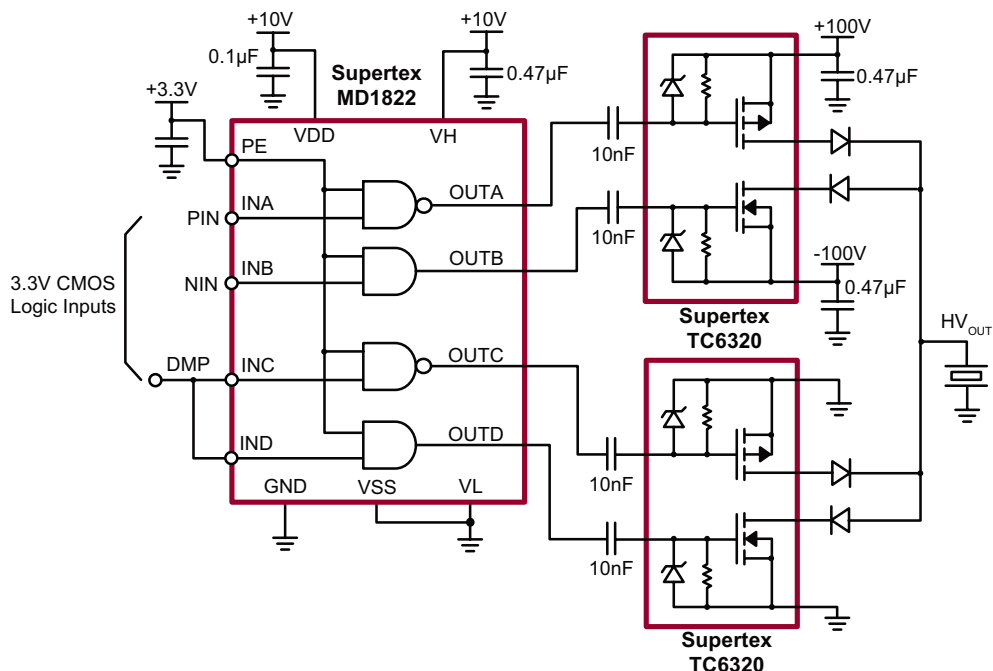 +10V
0.1µF
+10V
0.47µF
Supertex
MD1822
+3.3V
VDD
VH
PE
INA
PIN
INB
NIN
OUTA
OUTB
3.3V CMOS
Logic Inputs
DMP
INC
IND
OUTC
OUTD
GND
VSS
VL
10nF
10nF
+100V
0.47µF
-100V
0.47µF
Supertex
TC6320
HVOUT
10nF
10nF
Supertex
TC6320